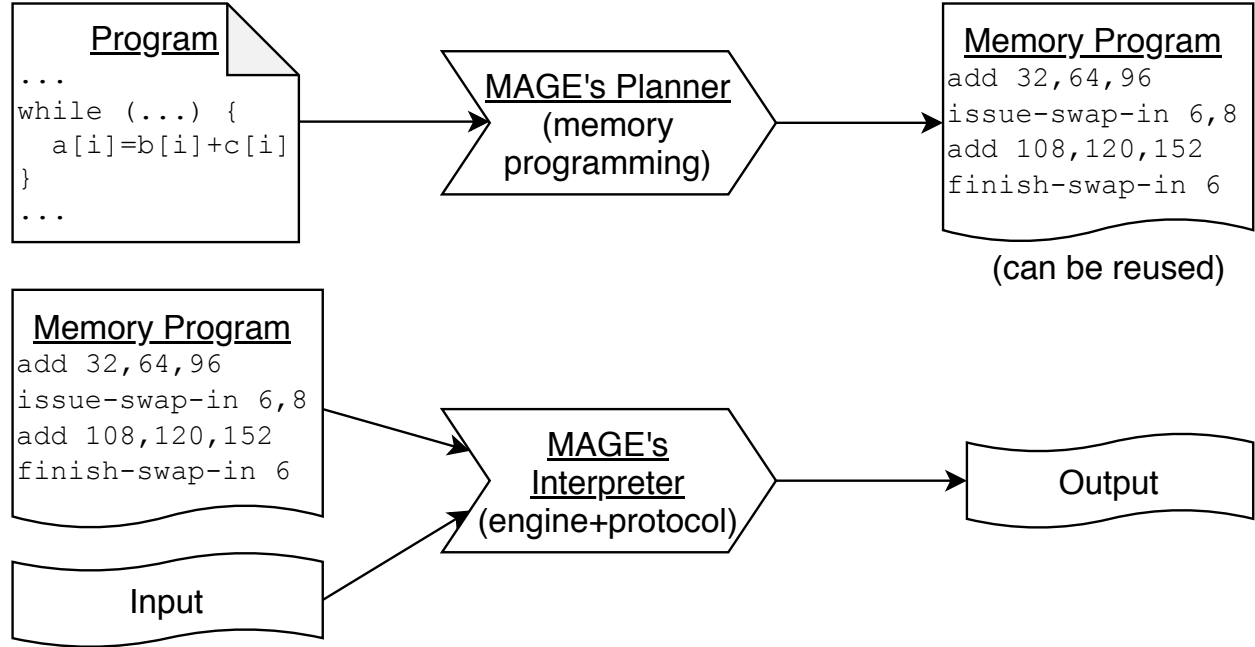 Program
...
while (...) {
  a[i]=b[i]+c[i]
}
...
MAGE's Planner
(memory
programming)
Memory Program
add 32,64,96
issue-swap-in 6,8
add 108,120,152
finish-swap-in 6
(can be reused)
Memory Program
add 32,64,96
issue-swap-in 6,8
add 108,120,152
finish-swap-in 6
Input
MAGE's
Interpreter
(engine+protocol)
Output